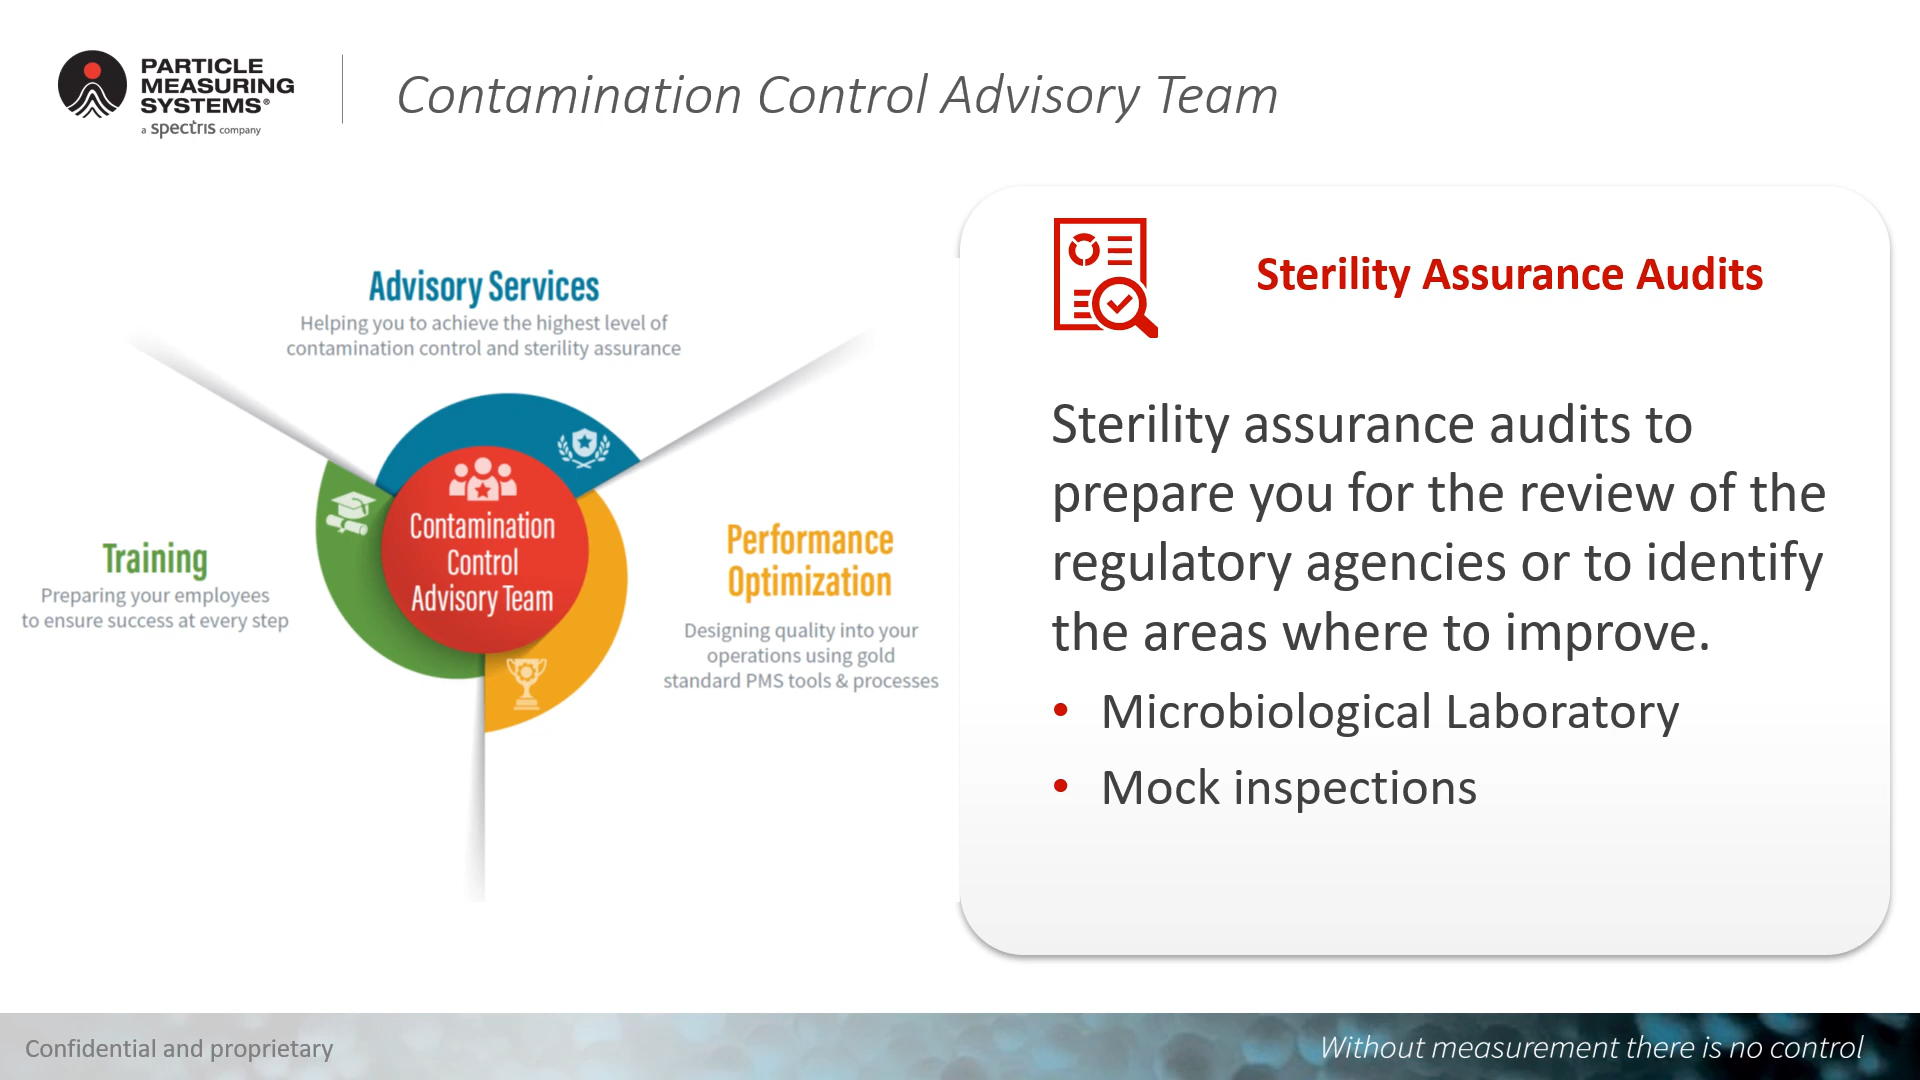 PARTICLE
MEASURING
SYSTEMS®
a spectris company
Contamination Control Advisory Team
Advisory Services
Helping you to achieve the highest level of
contamination control and sterility assurance
Contamination
Control
Advisory Team
Training
Preparing your employees
to ensure success at every step
Performance
Optimization
Designing quality into your
operations using gold
standard PMS tools & processes
Sterility Assurance Audits
Sterility assurance audits to
prepare you for the review of the
regulatory agencies or to identify
the areas where to improve.
• Microbiological Laboratory
• Mock inspections
Confidential and proprietary
Without measurement there is no control